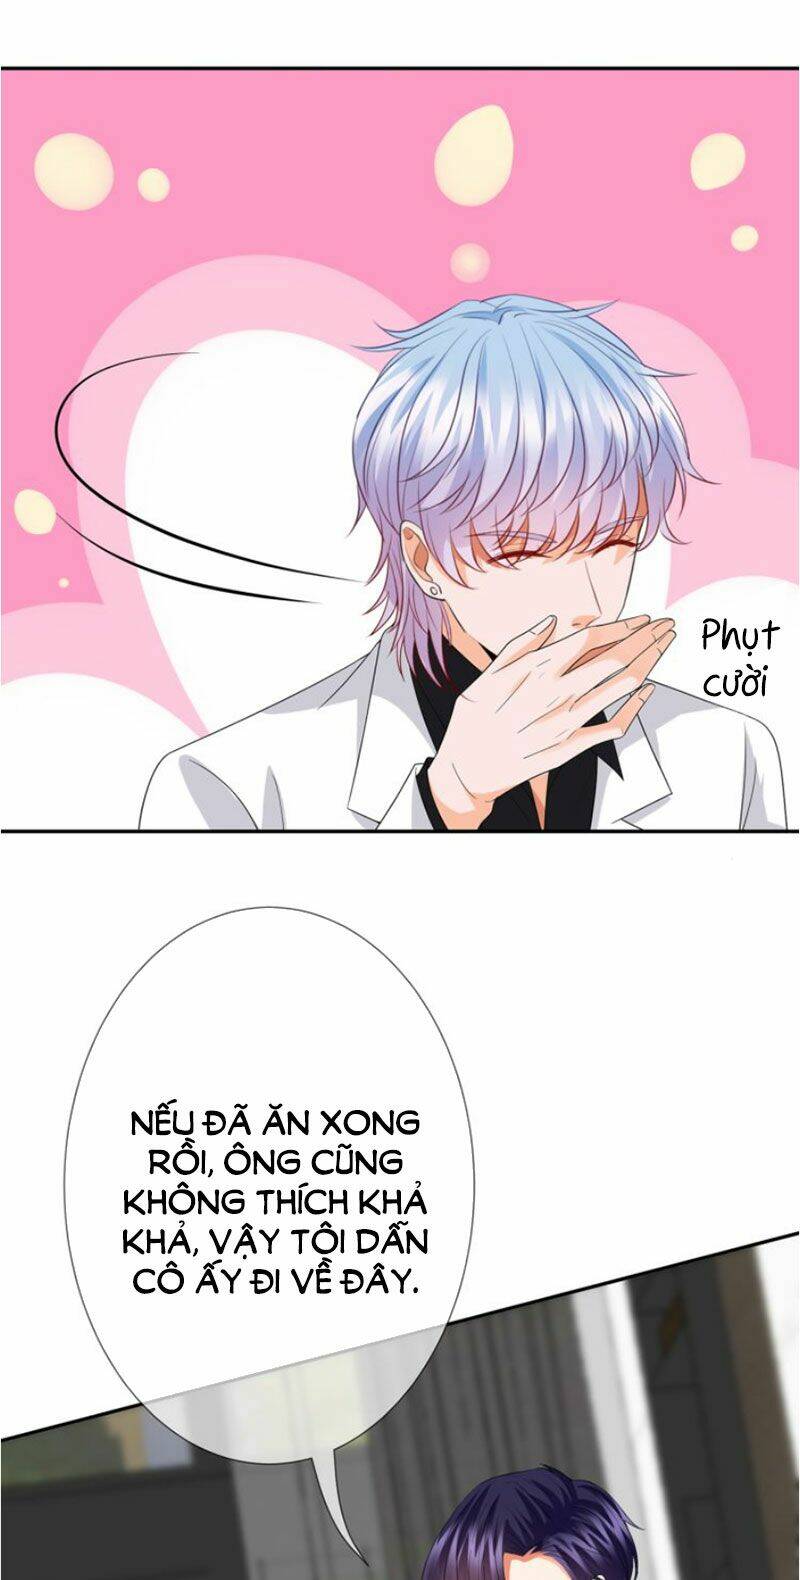 Phụt
cười
NẾU ĐÃ ĂN XONG
RỒI, ÔNG CŨNG
KHÔNG THÍCH KHẢ
KHẢ, VẬY TÔI DẪN
CÔ ẤY ĐI VỀ ĐÂY.